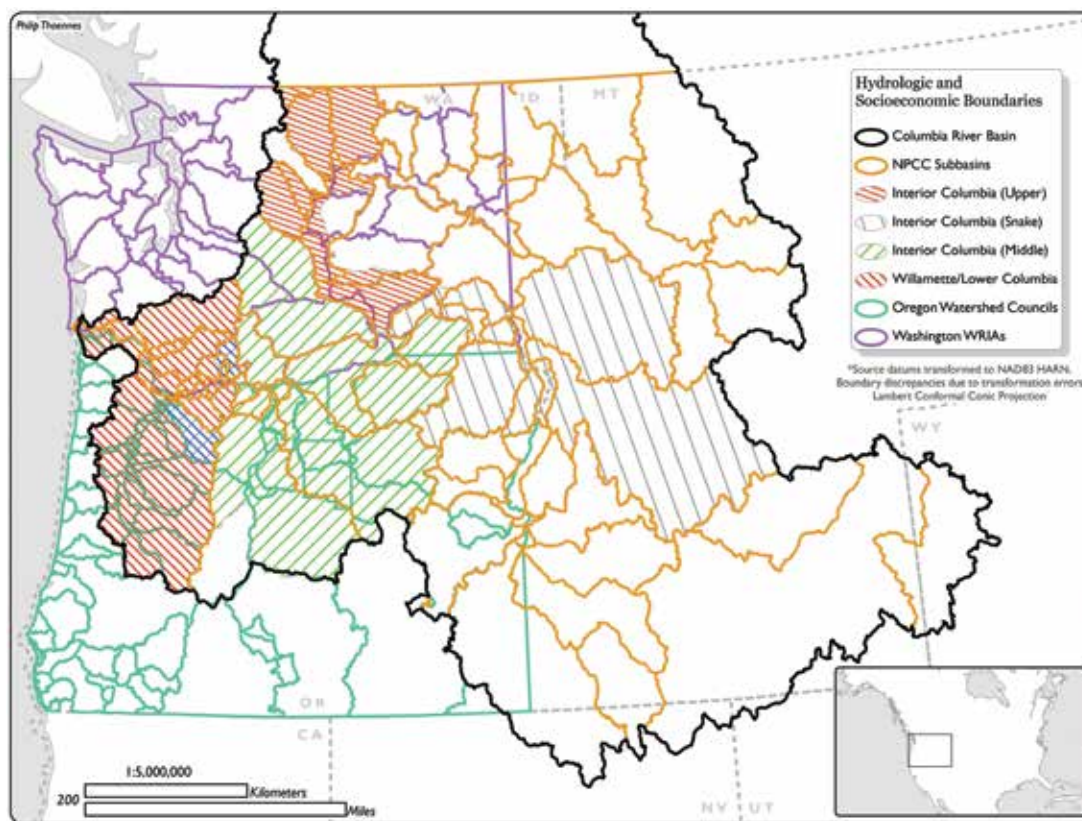 Philip Thoennes
WA
ID
MT
Hydrologic and
Socioeconomic Boundaries
Columbia River Basin
NPCC Subbasins
Interior Columbia (Upper)
Interior Columbia (Snake)
Interior Columbia (Middle)
Willamette/Lower Columbia
Oregon Watershed Councils
Washington WRIAs
*Source datums transformed to NAD83 HARN.
Boundary discrepancies due to transformation errors
Lambert Conformal Conic Projection
WY
OR
CA
NV
UT
1:5,000,000
Kilometers
200
Miles